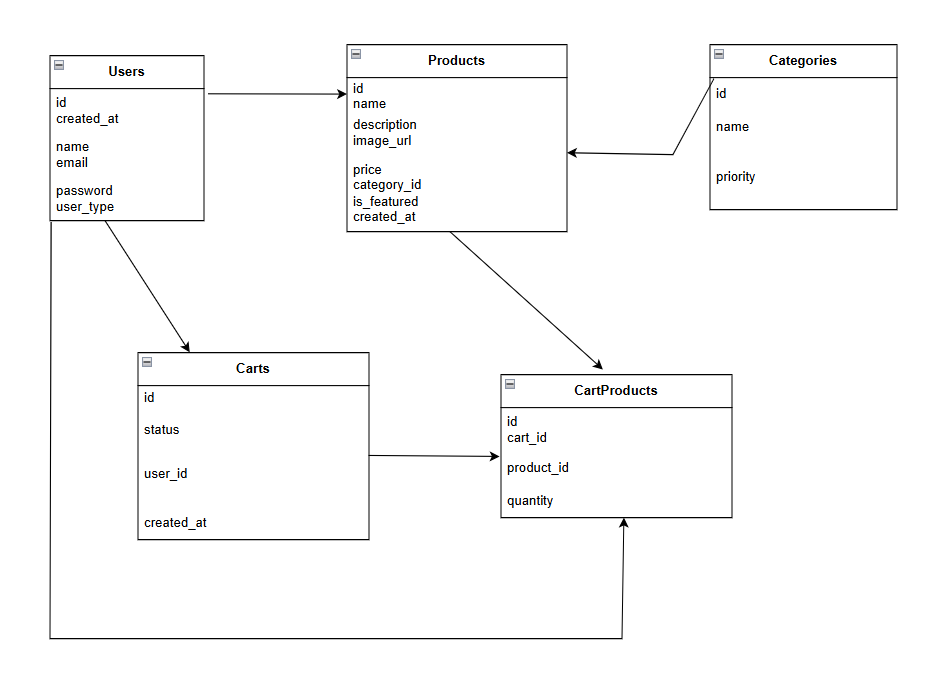 Users
id
created_at
name
email
password
user_type
Products
id
name
description
image_url
price
category_id
is_featured
created_at
Categories
id
name
priority
Carts
id
status
user_id
created_at
CartProducts
id
cart_id
product_id
quantity